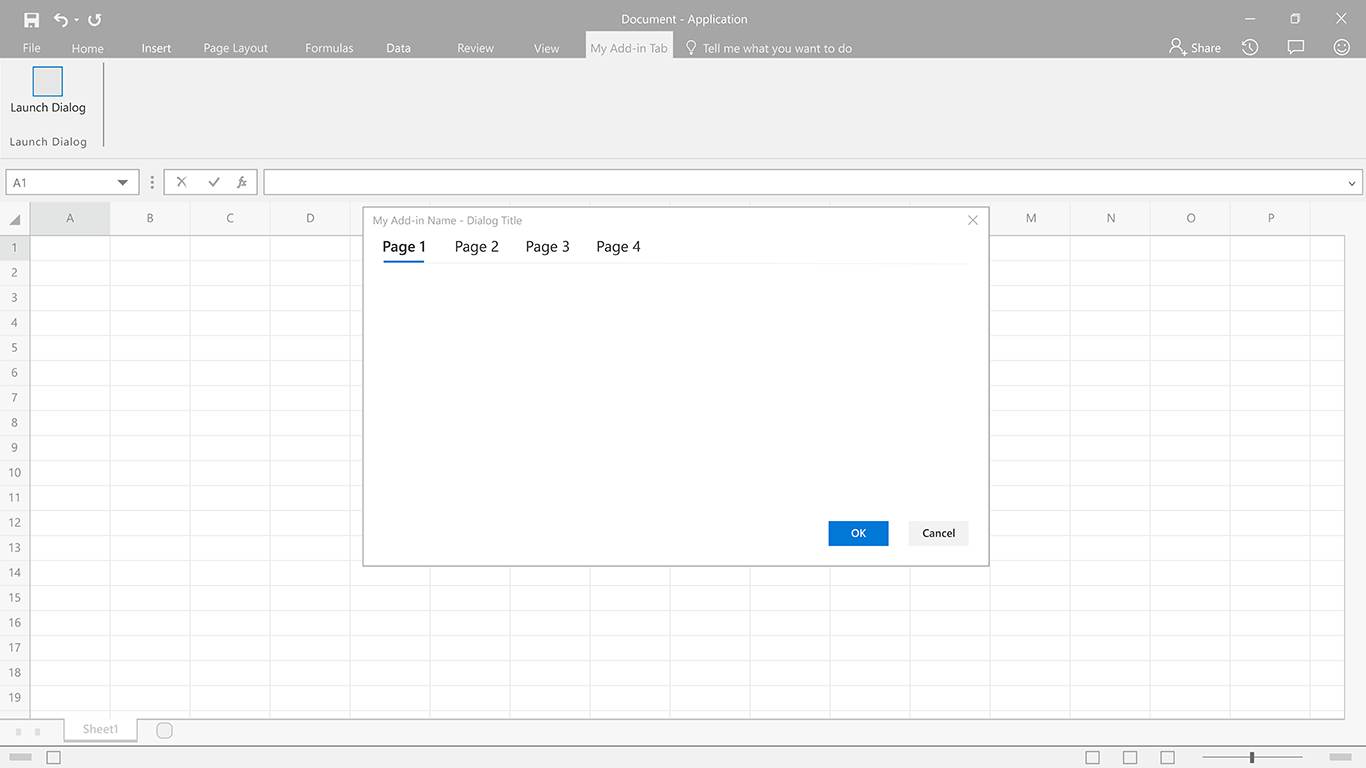 Document - Application
File Home Insert Page Layout Formulas Data Review View My Add-in Tab Tell me what you want to do Share
Launch Dialog
Launch Dialog
A1 fx
A B C D M N O P
My Add-in Name - Dialog Title
Page 1 Page 2 Page 3 Page 4
1
2
3
4
5
6
7
8
9
10
11
12
OK Cancel
13
14
15
16
17
18
19
Sheet1